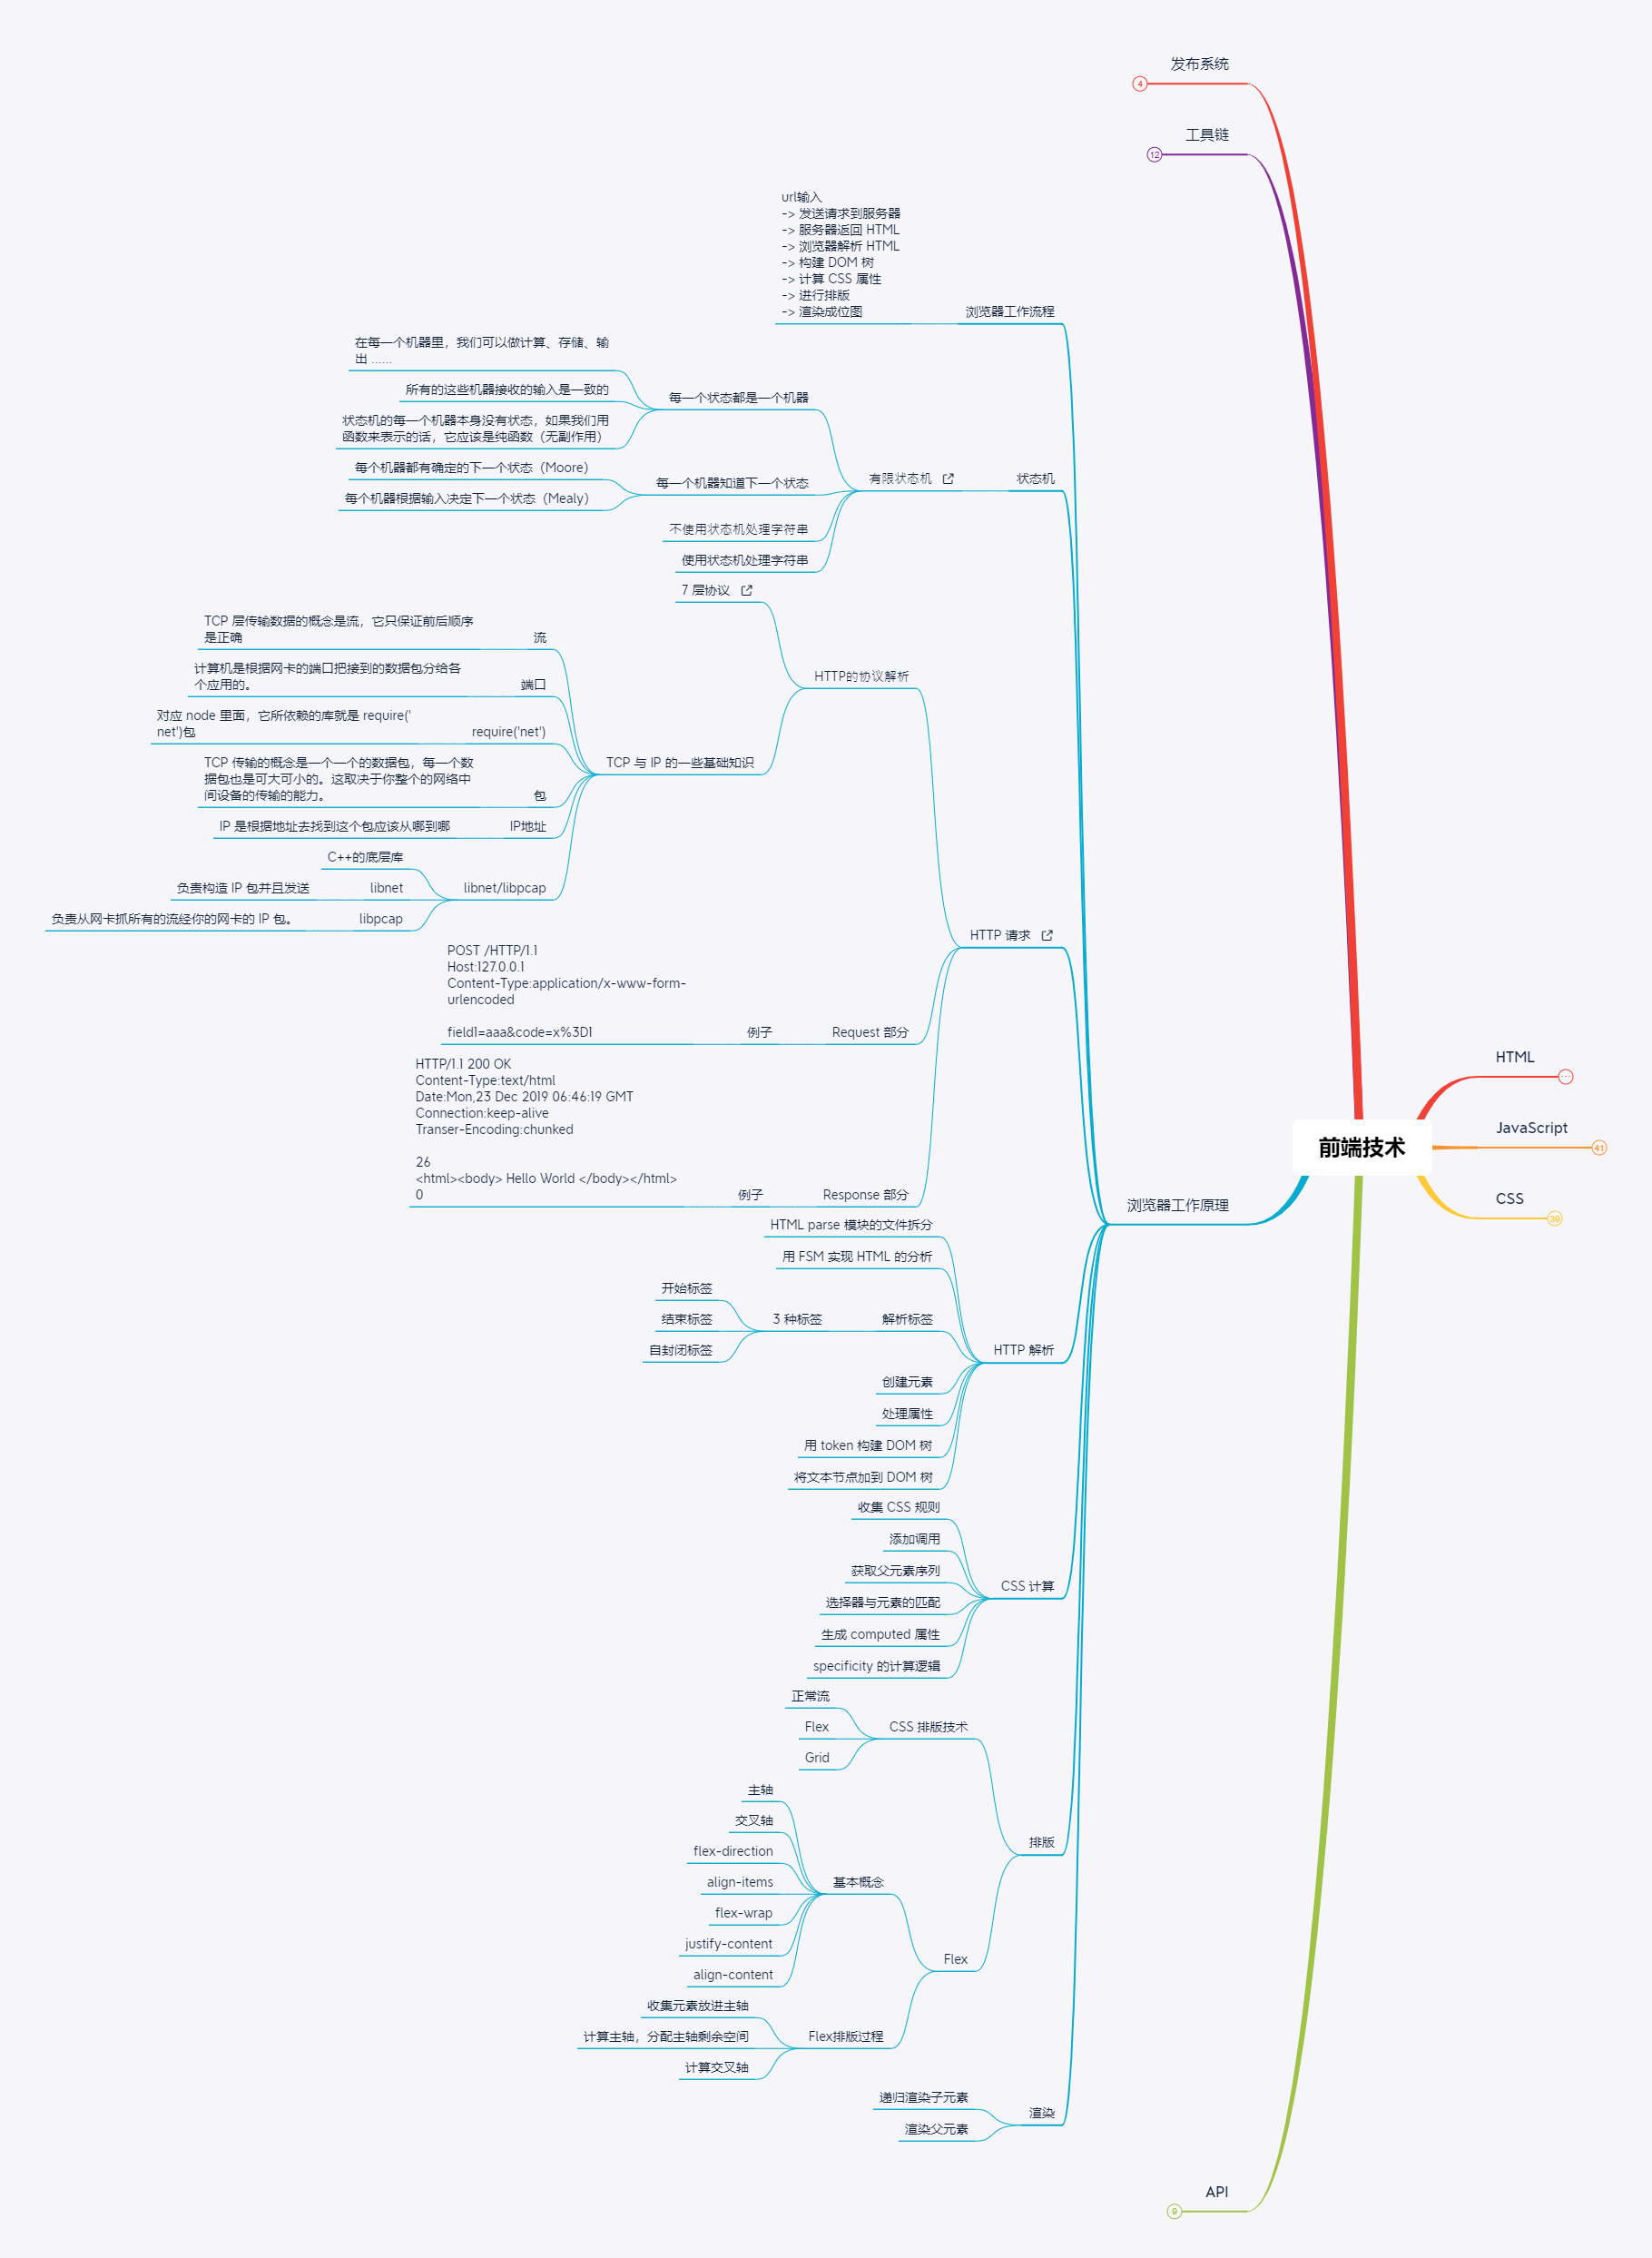 发布系统
4
工具链
12
url输入
-> 发送请求到服务器
-> 服务器返回 HTML
-> 浏览器解析 HTML
-> 构建 DOM 树
-> 计算 CSS 属性
-> 进行排版
-> 渲染成位图
浏览器工作流程
在每一个机器里，我们可以做计算、存储、输
出 ......
所有的这些机器接收的输入是一致的
每一个状态都是一个机器
状态机的每一个机器本身没有状态，如果我们用
函数来表示的话，它应该是纯函数（无副作用）
每个机器都有确定的下一个状态（Moore）
每一个机器知道下一个状态
每个机器根据输入决定下一个状态（Mealy）
有限状态机
状态机
不使用状态机处理字符串
使用状态机处理字符串
7 层协议
HTTP的协议解析
TCP 层传输数据的概念是流，它只保证前后顺序
是正确
流
计算机是根据网卡的端口把接到的数据包分给各
个应用的。
端口
对应 node 里面，它所依赖的库就是 require('
net')包
require('net')
TCP 与 IP 的一些基础知识
TCP 传输的概念是一个一个的数据包，每一个数
据包也是可大可小的。这取决于你整个的网络中
间设备的传输的能力。
包
IP 是根据地址去找到这个包应该从哪到哪
IP地址
C++的底层库
负责构造 IP 包并且发送
libnet
libnet/libpcap
负责从网卡抓所有的流经你的网卡的 IP 包。
libpcap
HTTP 请求
POST /HTTP/1.1
Host:127.0.0.1
Content-Type:application/x-www-form-
urlencoded
field1=aaa&code=x%3D1
例子
Request 部分
HTTP/1.1 200 OK
Content-Type:text/html
Date:Mon,23 Dec 2019 06:46:19 GMT
Connection:keep-alive
Transer-Encoding:chunked
26
<html><body> Hello World </body></html>
0
例子
Response 部分
HTML
JavaScript
41
前端技术
CSS
39
浏览器工作原理
HTML parse 模块的文件拆分
用 FSM 实现 HTML 的分析
开始标签
结束标签
3 种标签
解析标签
自封闭标签
HTTP 解析
创建元素
处理属性
用 token 构建 DOM 树
将文本节点加到 DOM 树
收集 CSS 规则
添加调用
获取父元素序列
CSS 计算
选择器与元素的匹配
生成 computed 属性
specificity 的计算逻辑
正常流
Flex
CSS 排版技术
Grid
主轴
交叉轴
排版
flex-direction
align-items
基本概念
flex-wrap
justify-content
Flex
align-content
收集元素放进主轴
计算主轴，分配主轴剩余空间
Flex排版过程
计算交叉轴
递归渲染子元素
渲染
渲染父元素
API
9